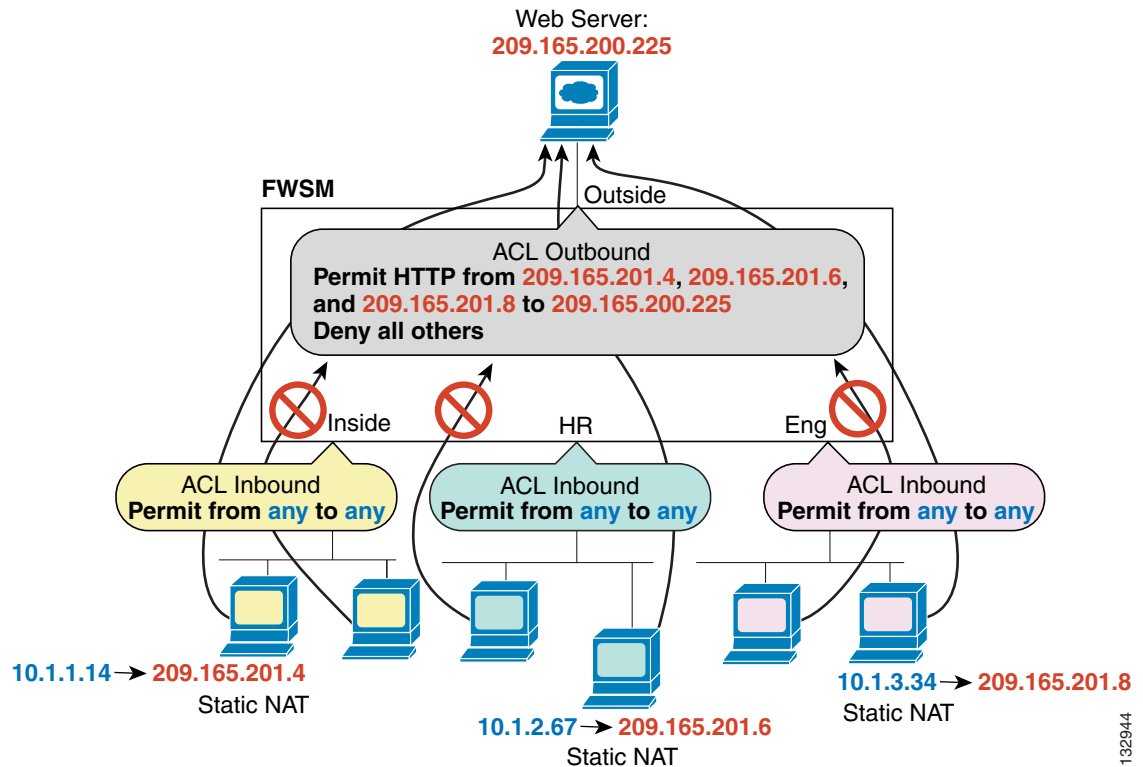 Web Server:
209.165.200.225
FWSM
Outside
ACL Outbound
Permit HTTP from 209.165.201.4, 209.165.201.6,
and 209.165.201.8 to 209.165.200.225
Deny all others
Inside
HR
Eng
ACL Inbound
Permit from any to any
ACL Inbound
Permit from any to any
ACL Inbound
Permit from any to any
10.1.1.14 209.165.201.4
Static NAT
10.1.2.67 209.165.201.6
Static NAT
10.1.3.34 209.165.201.8
Static NAT
132944